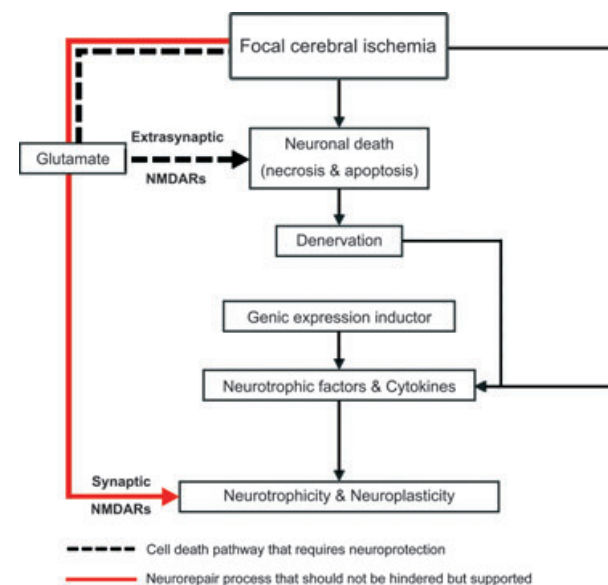 Focal cerebral ischemia
Extrasynaptic
Glutamate
NMDARs
Neuronal death
(necrosis & apoptosis)
Denervation
Genic expression inductor
Neurotrophic factors & Cytokines
Synaptic
NMDARs
Neurotrophicity & Neuroplasticity
Cell death pathway that requires neuroprotection
Neurorepair process that should not be hindered but supported